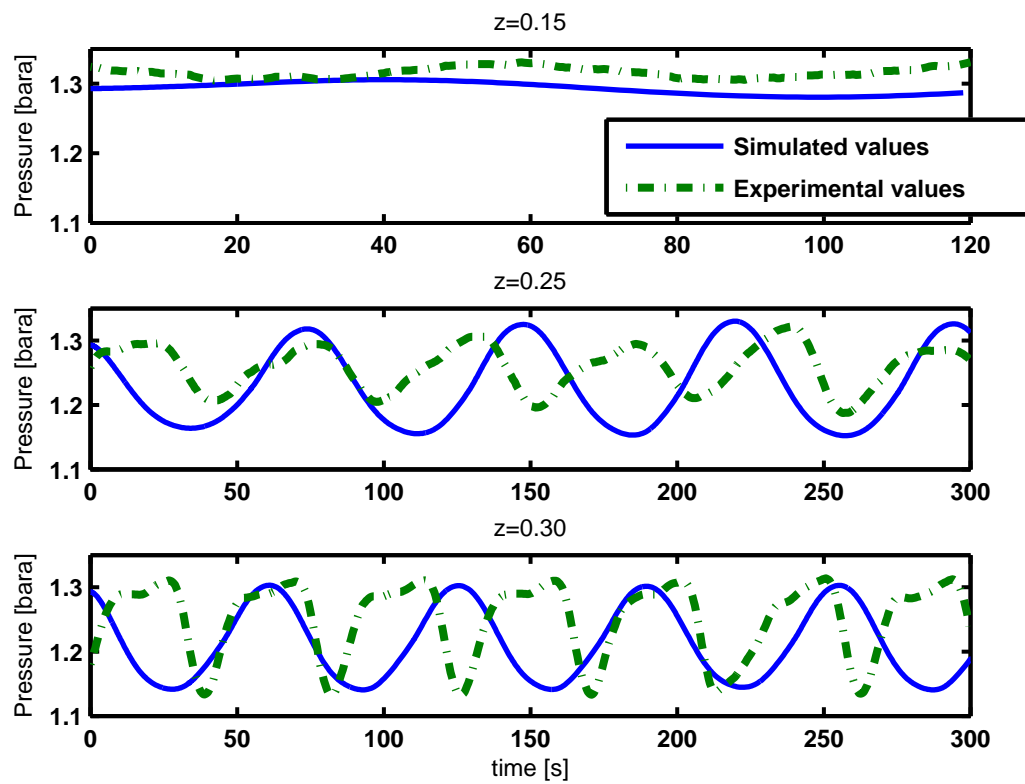 z=0.15
Pressure [bara]
1.3
1.2
1.1
0 20 40 60 80 100 120
Simulated values
Experimental values
z=0.25
Pressure [bara]
1.3
1.2
1.1
0 50 100 150 200 250 300
z=0.30
Pressure [bara]
1.3
1.2
1.1
0 50 100 150 200 250 300
time [s]